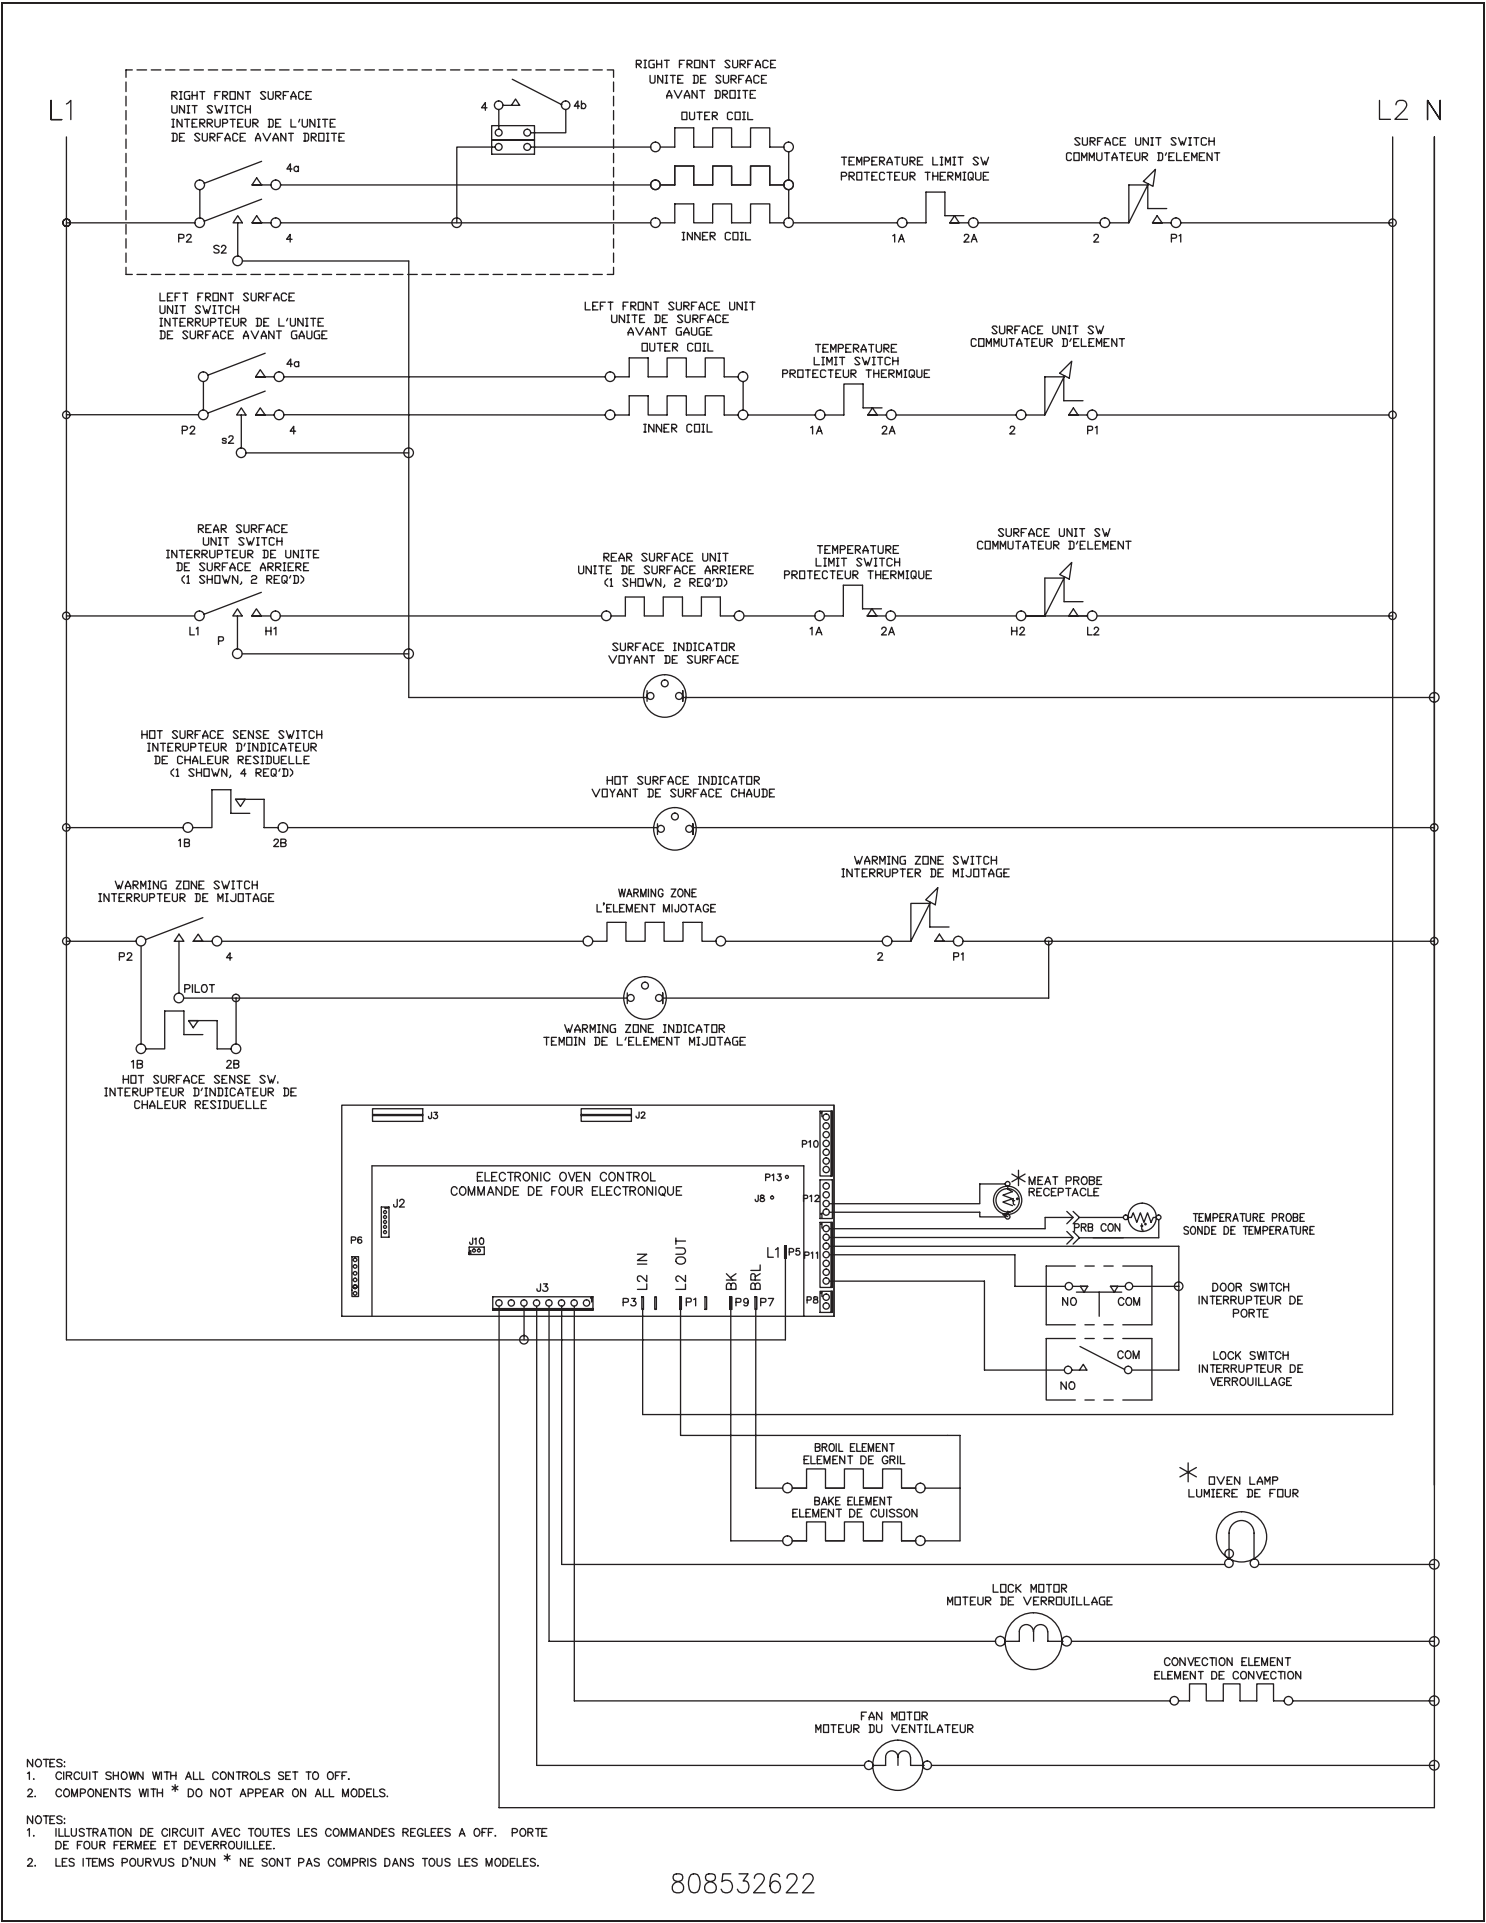 L1
L2 N
RIGHT FRONT SURFACE
UNIT SWITCH
INTERRUPTEUR DE L'UNITE
DE SURFACE AVANT DROITE
4
4b
RIGHT FRONT SURFACE
UNITE DE SURFACE
AVANT DROITE
OUTER COIL
INNER COIL
TEMPERATURE LIMIT SW
PROTECTEUR THERMIQUE
SURFACE UNIT SWITCH
COMMUTATEUR D'ELEMENT
4a
P2
S2
4
1A
2A
2
P1
LEFT FRONT SURFACE
UNIT SWITCH
INTERRUPTEUR DE L'UNITE
DE SURFACE AVANT GAUGE
LEFT FRONT SURFACE UNIT
UNITE DE SURFACE
AVANT GAUGE
OUTER COIL
INNER COIL
TEMPERATURE
LIMIT SWITCH
PROTECTEUR THERMIQUE
SURFACE UNIT SW
COMMUTATEUR D'ELEMENT
4a
P2
s2
4
1A
2A
2
P1
REAR SURFACE
UNIT SWITCH
INTERRUPTEUR DE UNITE
DE SURFACE ARRIERE
(1 SHOWN, 2 REQ'D)
REAR SURFACE UNIT
UNITE DE SURFACE ARRIERE
(1 SHOWN, 2 REQ'D)
TEMPERATURE
LIMIT SWITCH
PROTECTEUR THERMIQUE
SURFACE UNIT SW
COMMUTATEUR D'ELEMENT
L1
P
H1
1A
2A
H2
L2
SURFACE INDICATOR
VOYANT DE SURFACE
HOT SURFACE SENSE SWITCH
INTERUPTEUR D'INDICATEUR
DE CHALEUR RESIDUELLE
(1 SHOWN, 4 REQ'D)
1B
2B
HOT SURFACE INDICATOR
VOYANT DE SURFACE CHAUDE
WARMING ZONE SWITCH
INTERRUPTEUR DE MIJOTAGE
WARMING ZONE
L'ELEMENT MIJOTAGE
WARMING ZONE SWITCH
INTERRUPTER DE MIJOTAGE
P2
4
2
P1
PILOT
WARMING ZONE INDICATOR
TEMOIN DE L'ELEMENT MIJOTAGE
1B
2B
HOT SURFACE SENSE SW.
INTERUPTEUR D'INDICATEUR DE
CHALEUR RESIDUELLE
J3
J2
P10
ELECTRONIC OVEN CONTROL
COMMANDE DE FOUR ELECTRONIQUE
P13
J8
P12
J2
P6
J10
L1
P5
P11
J3
L2 IN
L2 OUT
BK
BRL
P3
P1
P9
P7
P8
* MEAT PROBE
RECEPTACLE
PRB CON
TEMPERATURE PROBE
SONDE DE TEMPERATURE
NO
COM
DOOR SWITCH
INTERRUPTEUR DE
PORTE
COM
NO
LOCK SWITCH
INTERRUPTEUR DE
VERROUILLAGE
BROIL ELEMENT
ELEMENT DE GRIL
BAKE ELEMENT
ELEMENT DE CUISSON
* OVEN LAMP
LUMIERE DE FOUR
LOCK MOTOR
MOTEUR DE VERROUILLAGE
CONVECTION ELEMENT
ELEMENT DE CONVECTION
FAN MOTOR
MOTEUR DU VENTILATEUR
NOTES:
1. CIRCUIT SHOWN WITH ALL CONTROLS SET TO OFF.
2. COMPONENTS WITH * DO NOT APPEAR ON ALL MODELS.
NOTES:
1. ILLUSTRATION DE CIRCUIT AVEC TOUTES LES COMMANDES REGLEES A OFF. PORTE
DE FOUR FERMEE ET DEVERROUILLEE.
2. LES ITEMS POURVUS D'NUN * NE SONT PAS COMPRIS DANS TOUS LES MODELES.
808532622